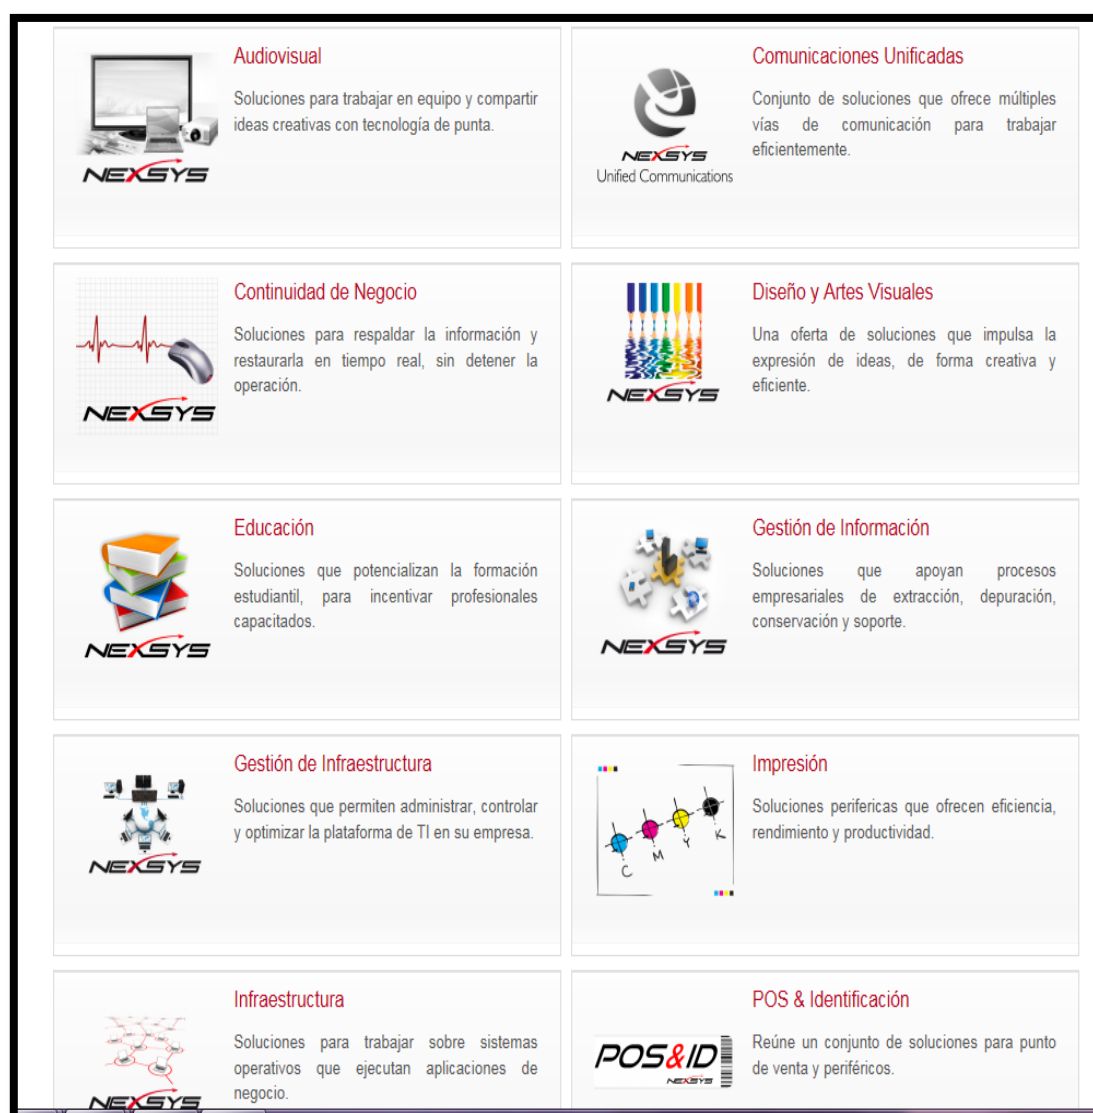 Audiovisual
Soluciones para trabajar en equipo y compartir
ideas creativas con tecnología de punta.
NEXSYS
Comunicaciones Unificadas
Conjunto de soluciones que ofrece múltiples
vías de comunicación para trabajar
eficientemente.
NEXSYS
Unified Communications
Continuidad de Negocio
Soluciones para respaldar la información y
restaurarla en tiempo real, sin detener la
operación.
NEXSYS
Diseño y Artes Visuales
Una oferta de soluciones que impulsa la
expresión de ideas, de forma creativa y
eficiente.
NEXSYS
Educación
Soluciones que potencializan la formación
estudiantil, para incentivar profesionales
capacitados.
NEXSYS
Gestión de Información
Soluciones que apoyan procesos
empresariales de extracción, depuración,
conservación y soporte.
NEXSYS
Gestión de Infraestructura
Soluciones que permiten administrar, controlar
y optimizar la plataforma de TI en su empresa.
NEXSYS
Impresión
Soluciones perifericas que ofrecen eficiencia,
rendimiento y productividad.
C M Y K
Infraestructura
Soluciones para trabajar sobre sistemas
operativos que ejecutan aplicaciones de
negocio.
NEXSYS
POS & Identificación
Reúne un conjunto de soluciones para punto
de venta y periféricos.
POS&ID
NEXSYS